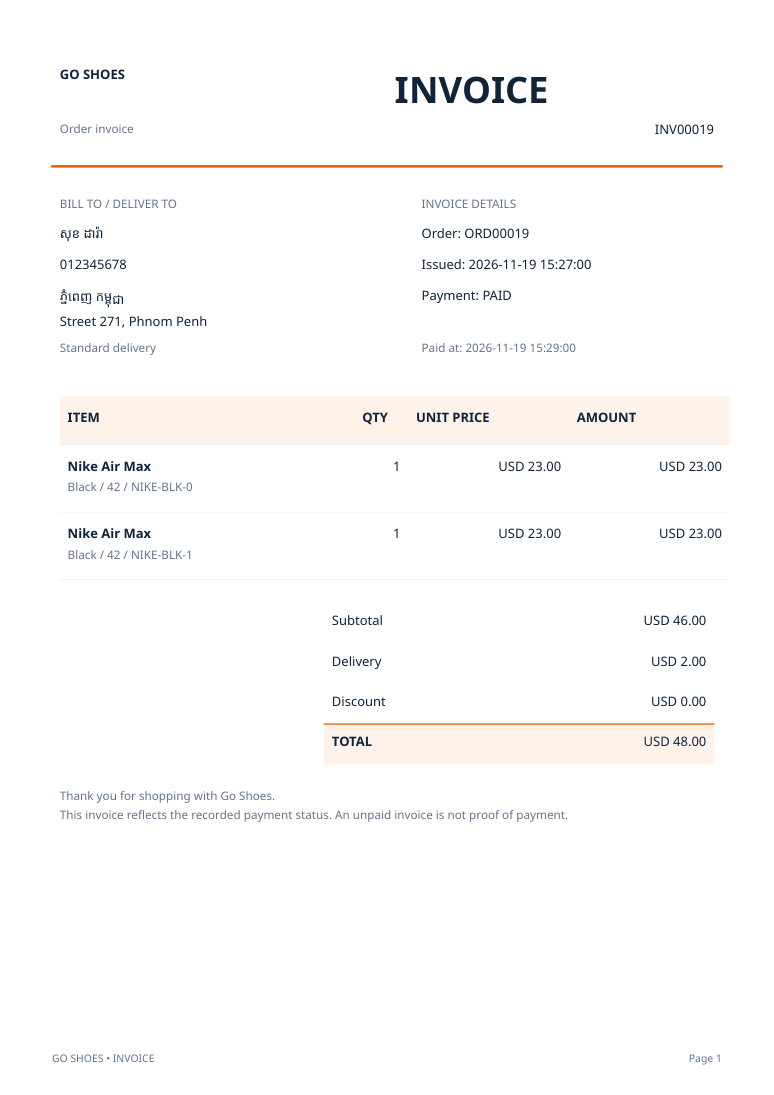 GO SHOES
INVOICE
Order invoice
INV00019
BILL TO / DELIVER TO
INVOICE DETAILS
សុខ ដារ៉ា
Order: ORD00019
012345678
Issued: 2026-11-19 15:27:00
ភ្នំពេញ កម្ពុជា
Payment: PAID
Street 271, Phnom Penh
Standard delivery
Paid at: 2026-11-19 15:29:00
ITEM QTY UNIT PRICE AMOUNT
Nike Air Max 1 USD 23.00 USD 23.00
Black / 42 / NIKE-BLK-0
Nike Air Max 1 USD 23.00 USD 23.00
Black / 42 / NIKE-BLK-1
Subtotal USD 46.00
Delivery USD 2.00
Discount USD 0.00
TOTAL USD 48.00
Thank you for shopping with Go Shoes.
This invoice reflects the recorded payment status. An unpaid invoice is not proof of payment.
GO SHOES • INVOICE
Page 1